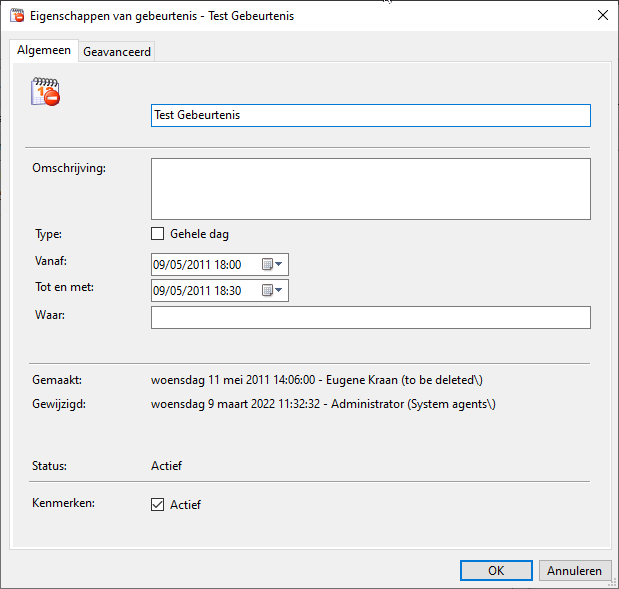 Eigenschappen van gebeurtenis - Test Gebeurtenis
Algemeen Geavanceerd
Test Gebeurtenis
Omschrijving:
Type: Gehele dag
Vanaf: 09/05/2011 18:00
Tot en met: 09/05/2011 18:30
Waar:
Gemaakt: woensdag 11 mei 2011 14:06:00 - Eugene Kraan (to be deleted\)
Gewijzigd: woensdag 9 maart 2022 11:32:32 - Administrator (System agents\)
Status: Actief
Kenmerken: Actief
OK Annuleren